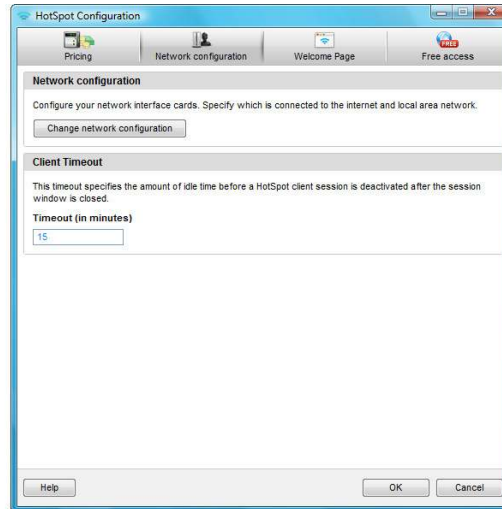 HotSpot Configuration
Pricing
Network configuration
Welcome Page
FREE
Free access
Network configuration
Configure your network interface cards. Specify which is connected to the internet and local area network.
Change network configuration
Client Timeout
This timeout specifies the amount of idle time before a HotSpot client session is deactivated after the session
window is closed.
Timeout (in minutes)
15
Help
OK
Cancel